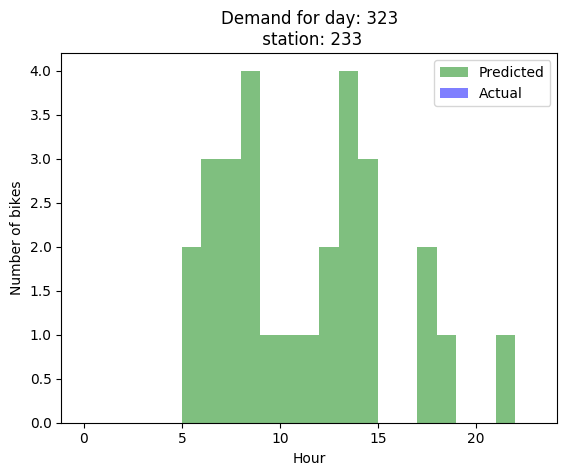 Demand for day: 323
station: 233
Predicted
Actual
4.0
3.5
3.0
2.5
2.0
1.5
1.0
0.5
0.0
Number of bikes
0 5 10 15 20
Hour